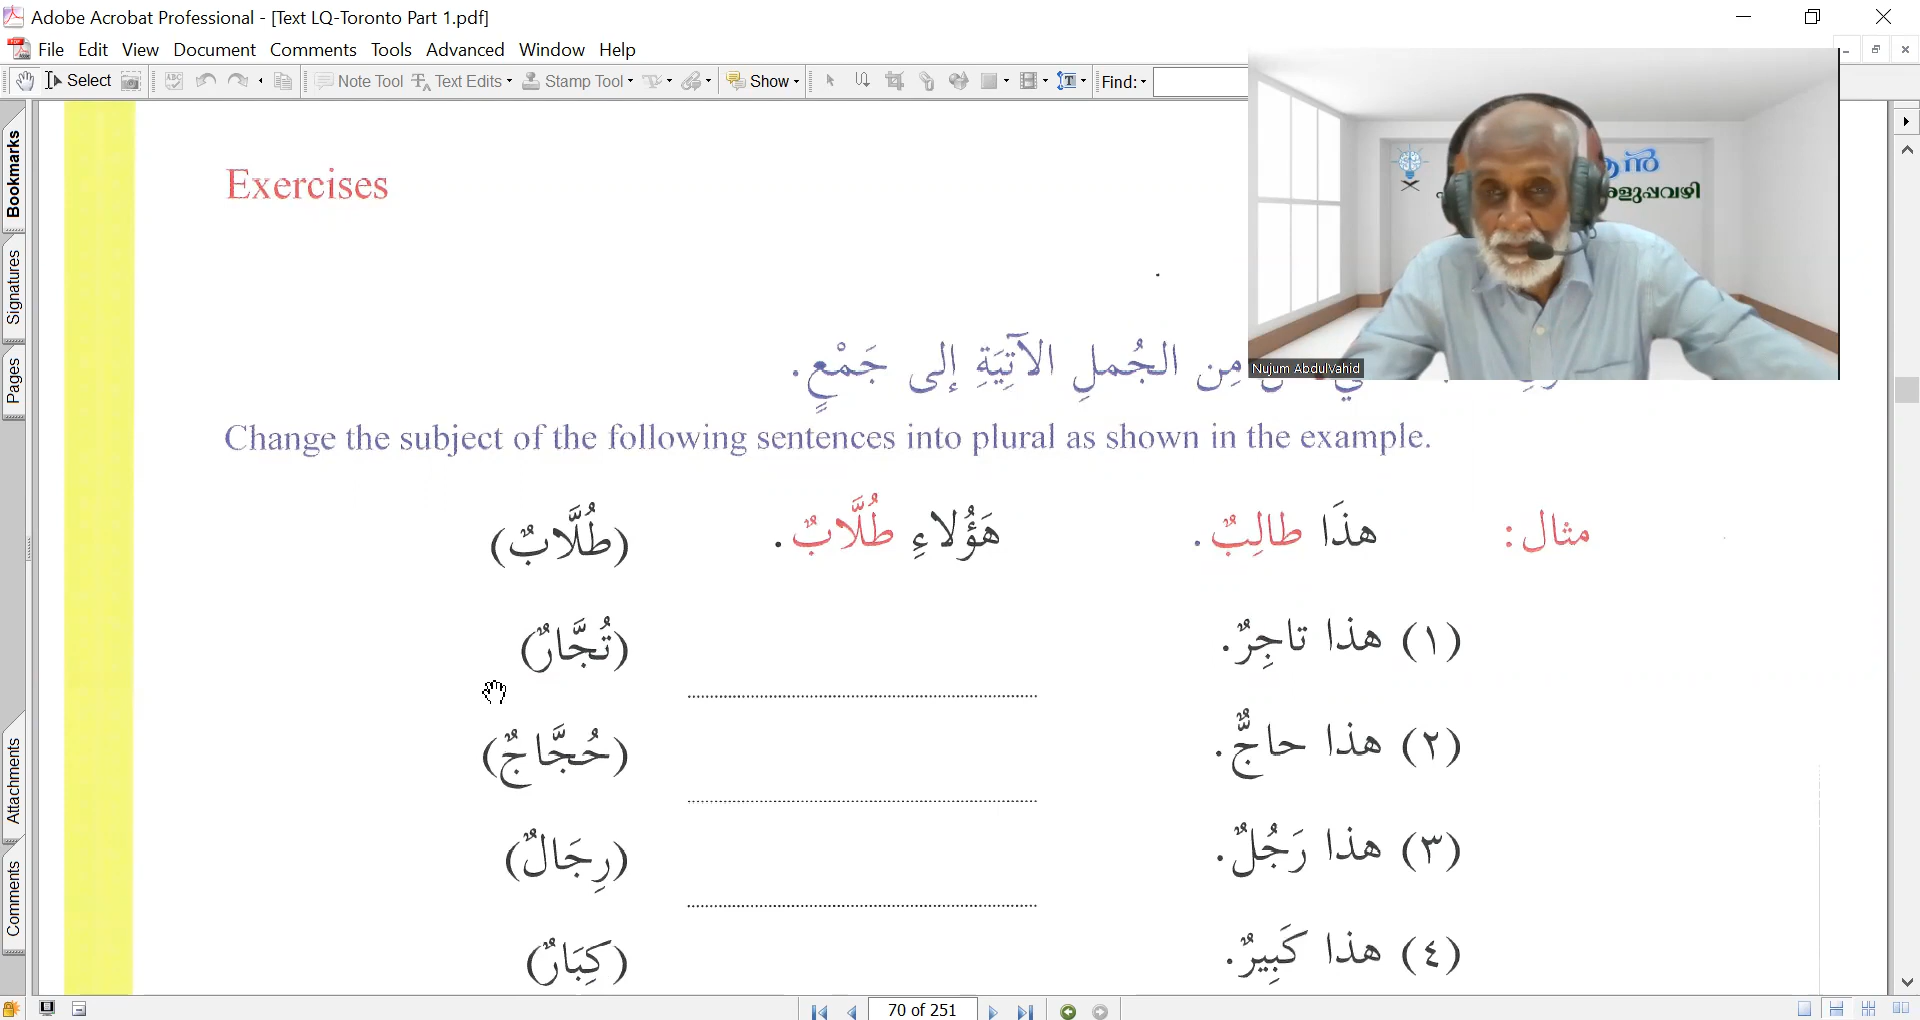 Adobe Acrobat Professional - [Text LQ-Toronto Part 1.pdf]
File Edit View Document Comments Tools Advanced Window Help
Select Note Tool Text Edits Stamp Tool Show Find:
Bookmarks
Signatures
Pages
Attachments
Comments
Exercises
مِن الجُملِ الآتِيَةِ إلى جَمْعٍ.
Nujum AbdulVahid
Change the subject of the following sentences into plural as shown in the example.
مثال: هذَا طالِبٌ. هَؤُلاءِ طُلَّابٌ. (طُلَّابٌ)
(١) هذا تاجِرٌ. (تُجَّارٌ)
(٢) هذا حاجٌّ. (حُجَّاجٌ)
(٣) هذا رَجُلٌ. (رِجَالٌ)
(٤) هذا كَبِيرٌ. (كِبَارٌ)
70 of 251